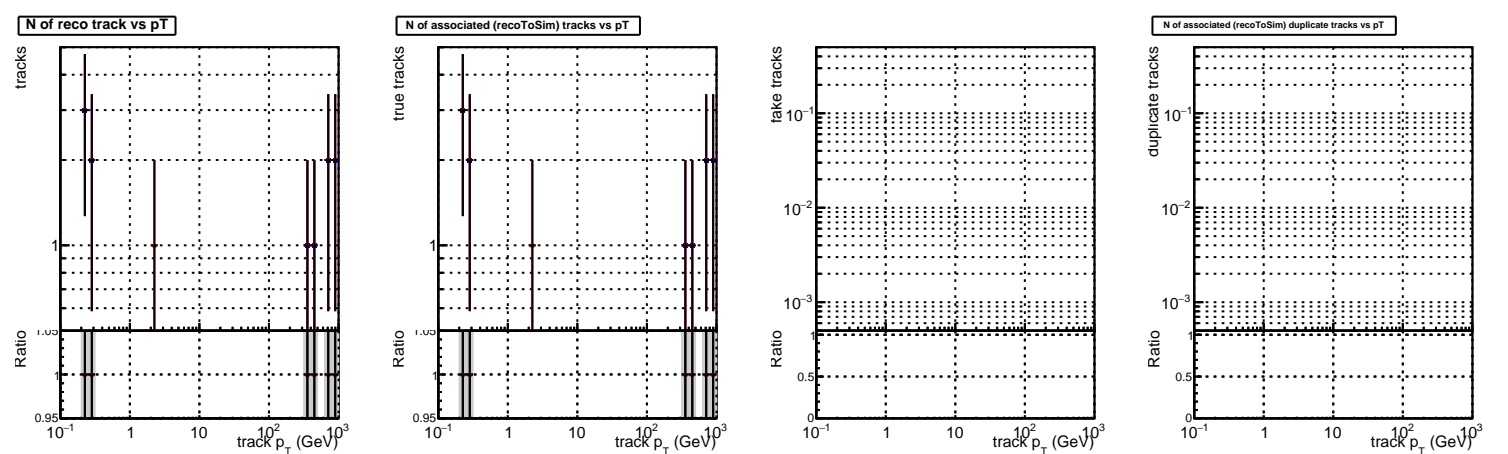 N of reco track vs pT
tracks
1
1.05
Ratio
1
0.95
10⁻¹ 1 10 10² 10³
track p_T (GeV)
N of associated (recoToSim) tracks vs pT
true tracks
1
1.05
Ratio
1
0.95
10⁻¹ 1 10 10² 10³
track p_T (GeV)
fake tracks
10⁻¹
10⁻²
10⁻³
Ratio
1
0.5
0
10⁻¹ 1 10 10² 10³
track p_T (GeV)
N of associated (recoToSim) duplicate tracks vs pT
duplicate tracks
10⁻¹
10⁻²
10⁻³
Ratio
1
0.5
0
10⁻¹ 1 10 10² 10³
track p_T (GeV)